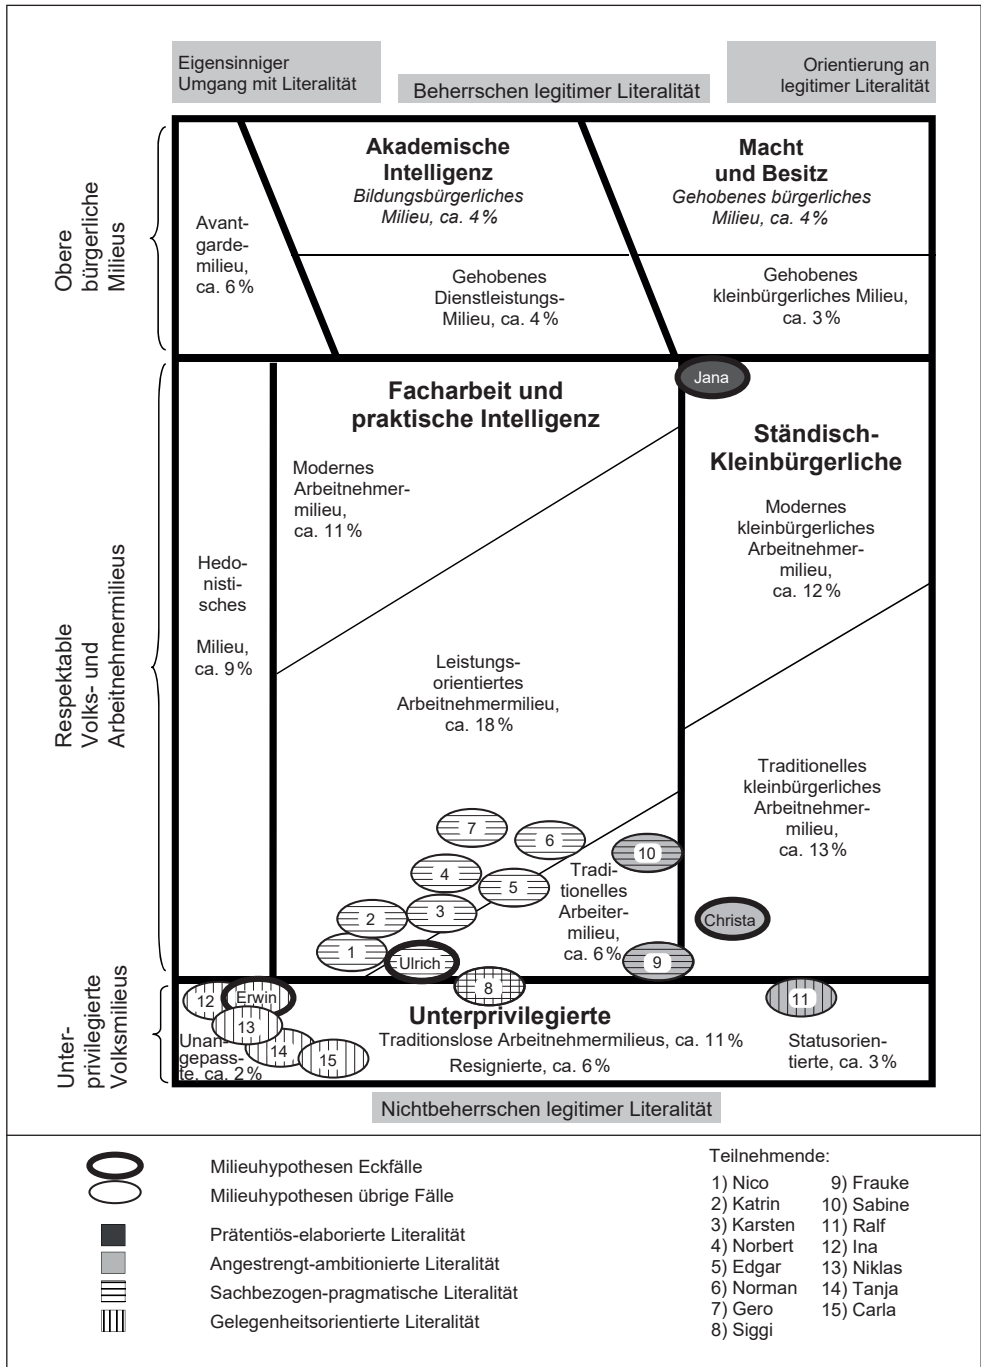 Eigensinniger
Umgang mit Literalität
Beherrschen legitimer Literalität
Orientierung an
legitimer Literalität
Obere
bürgerliche
Milieus
Avant-
garde-
milieu,
ca. 6 %
Akademische
Intelligenz
Bildungsbürgerliches
Milieu, ca. 4 %
Macht
und Besitz
Gehobenes bürgerliches
Milieu, ca. 4 %
Gehobenes
Dienstleistungs-
Milieu, ca. 4 %
Gehobenes
kleinbürgerliches Milieu,
ca. 3 %
Respektable
Volks- und
Arbeitnehmermilieus
Hedo-
nisti-
sches
Milieu,
ca. 9 %
Facharbeit und
praktische Intelligenz
Modernes
Arbeitnehmer-
milieu,
ca. 11 %
Jana
Ständisch-
Kleinbürgerliche
Modernes
kleinbürgerliches
Arbeitnehmer-
milieu,
ca. 12 %
Leistungs-
orientiertes
Arbeitnehmermilieu,
ca. 18 %
Traditionelles
kleinbürgerliches
Arbeitnehmer-
milieu,
ca. 13 %
7
6
10
4
5
Tradi-
tionelles
Arbeiter-
milieu,
ca. 6 %
2
3
Christa
1
Ulrich
9
Unter-
privilegierte
Volksmilieus
8
12
Erwin
11
13
14
15
Unan-
gepass-
te, ca. 2 %
Unterprivilegierte
Traditionslose Arbeitnehmermilieus, ca. 11 %
Resignierte, ca. 6 %
Statusorien-
tierte, ca. 3 %
Nichtbeherrschen legitimer Literalität
Milieuhypothesen Eckfälle
Milieuhypothesen übrige Fälle
Prätentiös-elaborierte Literalität
Angestrengt-ambitionierte Literalität
Sachbezogen-pragmatische Literalität
Gelegenheitsorientierte Literalität
Teilnehmende:
1) Nico
2) Katrin
3) Karsten
4) Norbert
5) Edgar
6) Norman
7) Gero
8) Siggi
9) Frauke
10) Sabine
11) Ralf
12) Ina
13) Niklas
14) Tanja
15) Carla